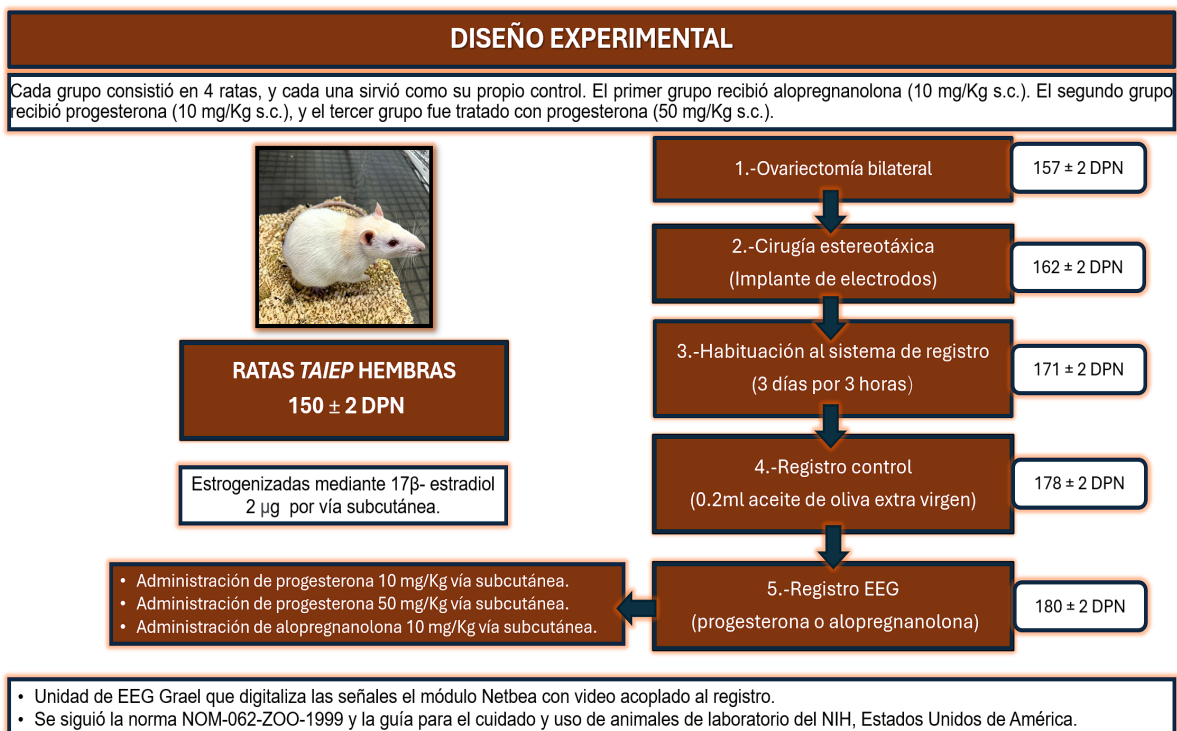 DISEÑO EXPERIMENTAL
Cada grupo consistió en 4 ratas, y cada una sirvió como su propio control. El primer grupo recibió alopregnanolona (10 mg/Kg s.c.). El segundo grupo
recibió progesterona (10 mg/Kg s.c.), y el tercer grupo fue tratado con progesterona (50 mg/Kg s.c.).
RATAS TAIEP HEMBRAS
150 ± 2 DPN
Estrogenizadas mediante 17β- estradiol
2 μg por vía subcutánea.
1.-Ovariectomía bilateral
157 ± 2 DPN
2.-Cirugía estereotáxica
(Implante de electrodos)
162 ± 2 DPN
3.-Habituación al sistema de registro
(3 días por 3 horas)
171 ± 2 DPN
4.-Registro control
(0.2ml aceite de oliva extra virgen)
178 ± 2 DPN
5.-Registro EEG
(progesterona o alopregnanolona)
180 ± 2 DPN
• Administración de progesterona 10 mg/Kg vía subcutánea.
• Administración de progesterona 50 mg/Kg vía subcutánea.
• Administración de alopregnanolona 10 mg/Kg vía subcutánea.
• Unidad de EEG Grael que digitaliza las señales el módulo Netbea con video acoplado al registro.
• Se siguió la norma NOM-062-ZOO-1999 y la guía para el cuidado y uso de animales de laboratorio del NIH, Estados Unidos de América.